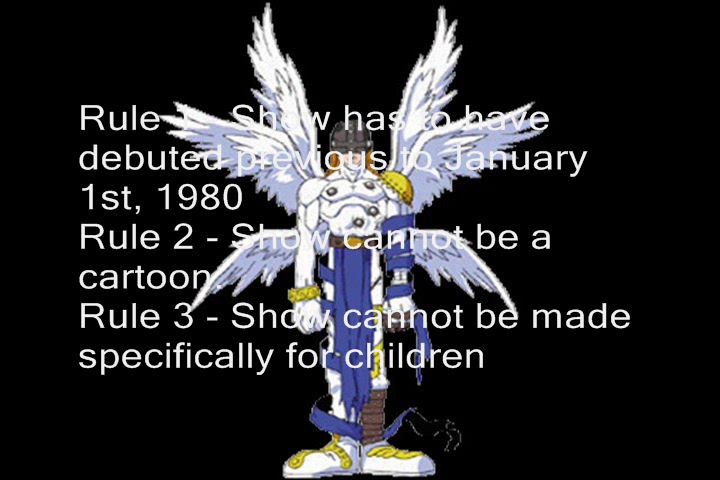 Rule 1 - Show has to have
debuted previous to January
1st, 1980
Rule 2 - Show cannot be a
cartoon.
Rule 3 - Show cannot be made
specifically for children